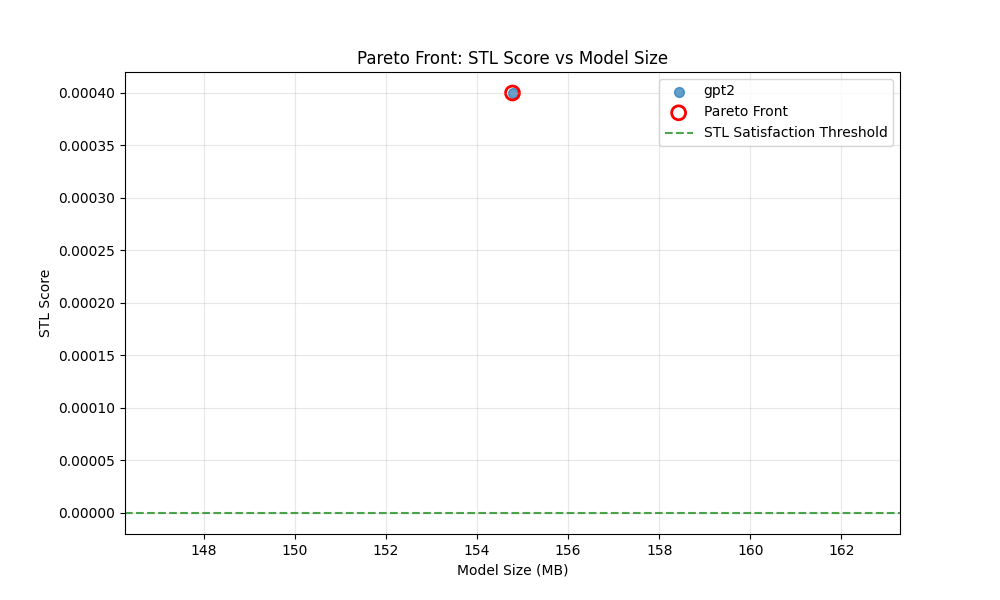 Pareto Front: STL Score vs Model Size
gpt2
Pareto Front
STL Satisfaction Threshold
STL Score
0.00040
0.00035
0.00030
0.00025
0.00020
0.00015
0.00010
0.00005
0.00000
148 150 152 154 156 158 160 162
Model Size (MB)